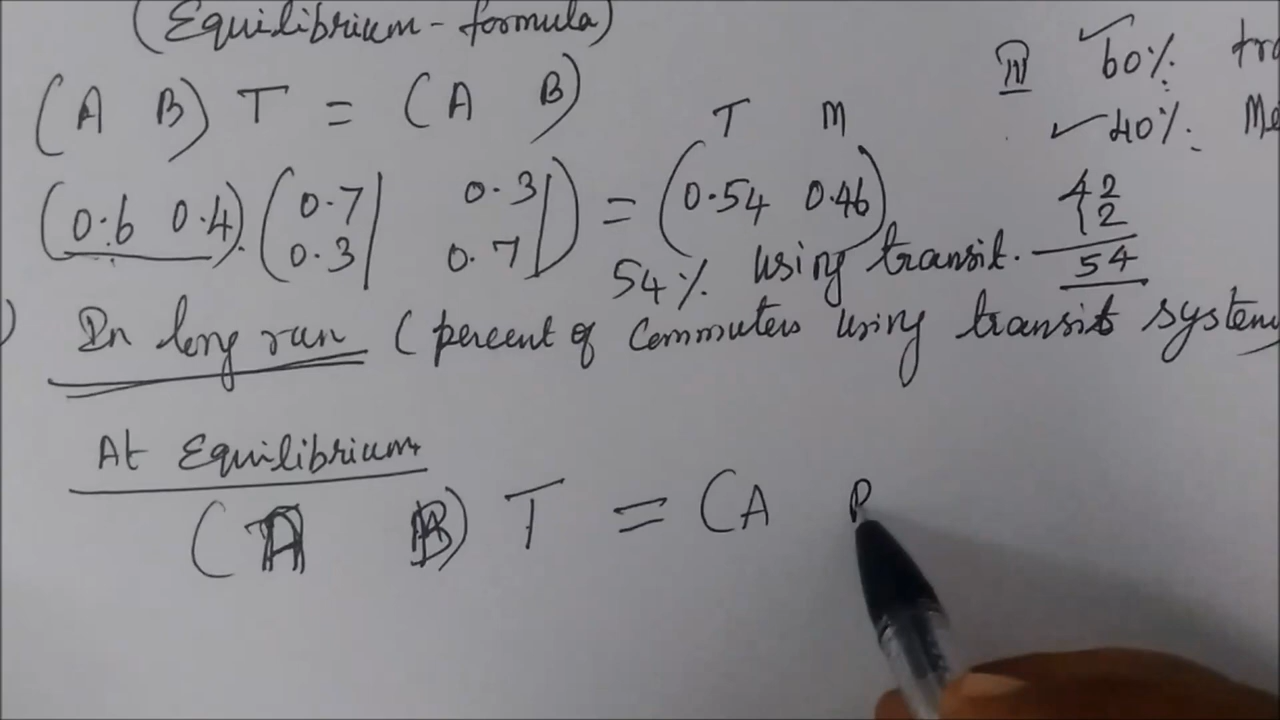 (Equilibrium - formula)
(A B) T = (A B)
III 60%.
40%.
T M
(0.6 0.4). (0.7 0.3
0.3 0.7) = (0.54 0.46)
42
12
54
54%. using transit.
) In long run (percent of commuters using transit system
At Equilibrium
(A B) T = (A